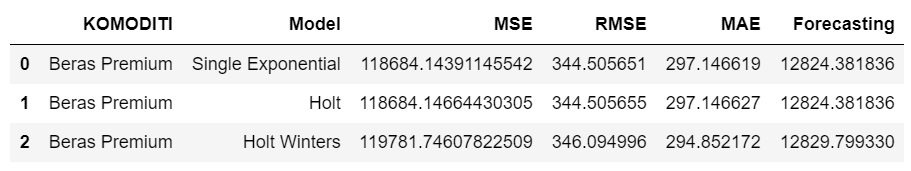 KOMODITI Model MSE RMSE MAE Forecasting
0 Beras Premium Single Exponential 118684.14391145542 344.505651 297.146619 12824.381836
1 Beras Premium Holt 118684.14664430305 344.505655 297.146627 12824.381836
2 Beras Premium Holt Winters 119781.74607822509 346.094996 294.852172 12829.799330